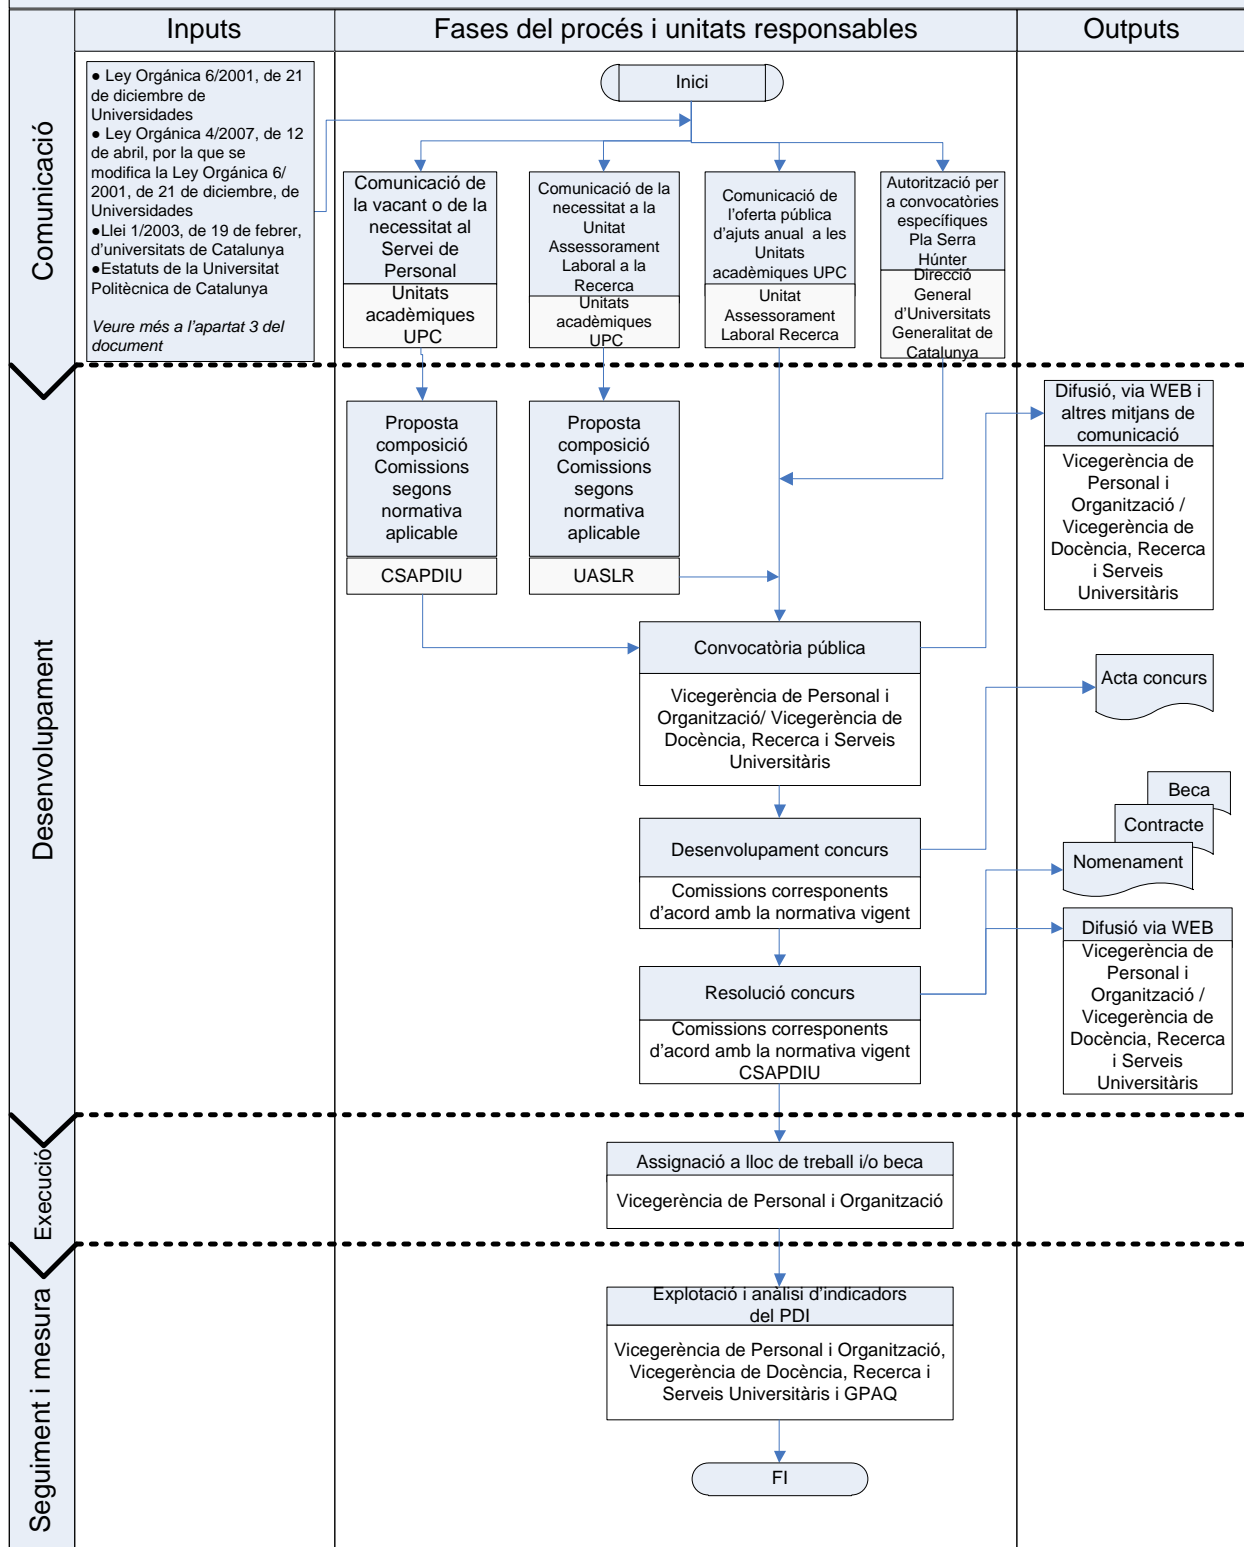 Inputs
Fases del procés i unitats responsables
Outputs
Comunicació
● Ley Orgánica 6/2001, de 21
de diciembre de
Universidades
● Ley Orgánica 4/2007, de 12
de abril, por la que se
modifica la Ley Orgánica 6/
2001, de 21 de diciembre, de
Universidades
●Llei 1/2003, de 19 de febrer,
d’universitats de Catalunya
●Estatuts de la Universitat
Politècnica de Catalunya
Veure més a l’apartat 3 del
document
Inici
Comunicació de
la vacant o de la
necessitat al
Servei de
Personal
Unitats
acadèmiques
UPC
Comunicació de la
necessitat a la
Unitat
Assessorament
Laboral a la
Recerca
Unitats
acadèmiques
UPC
Comunicació de
l’oferta pública
d’ajuts anual a les
Unitats
acadèmiques UPC
Unitat
Assessorament
Laboral Recerca
Autorització per
a convocatòries
específiques
Pla Serra
Húnter
Direcció
General
d’Universitats
Generalitat de
Catalunya
Desenvolupament
Proposta
composició
Comissions
segons
normativa
aplicable
CSAPDIU
Proposta
composició
Comissions
segons
normativa
aplicable
UASLR
Difusió, via WEB i
altres mitjans de
comunicació
Vicegerència de
Personal i
Organització /
Vicegerència de
Docència, Recerca
i Serveis
Universitàris
Convocatòria pública
Vicegerència de Personal i
Organització/ Vicegerència de
Docència, Recerca i Serveis
Universitàris
Acta concurs
Desenvolupament concurs
Comissions corresponents
d’acord amb la normativa vigent
Beca
Contracte
Nomenament
Resolució concurs
Comissions corresponents
d’acord amb la normativa vigent
CSAPDIU
Difusió via WEB
Vicegerència de
Personal i
Organització /
Vicegerència de
Docència, Recerca
i Serveis
Universitàris
Execució
Assignació a lloc de treball i/o beca
Vicegerència de Personal i Organització
Seguiment i mesura
Explotació i anàlisi d’indicadors
del PDI
Vicegerència de Personal i Organització,
Vicegerència de Docència, Recerca i
Serveis Universitàris i GPAQ
FI